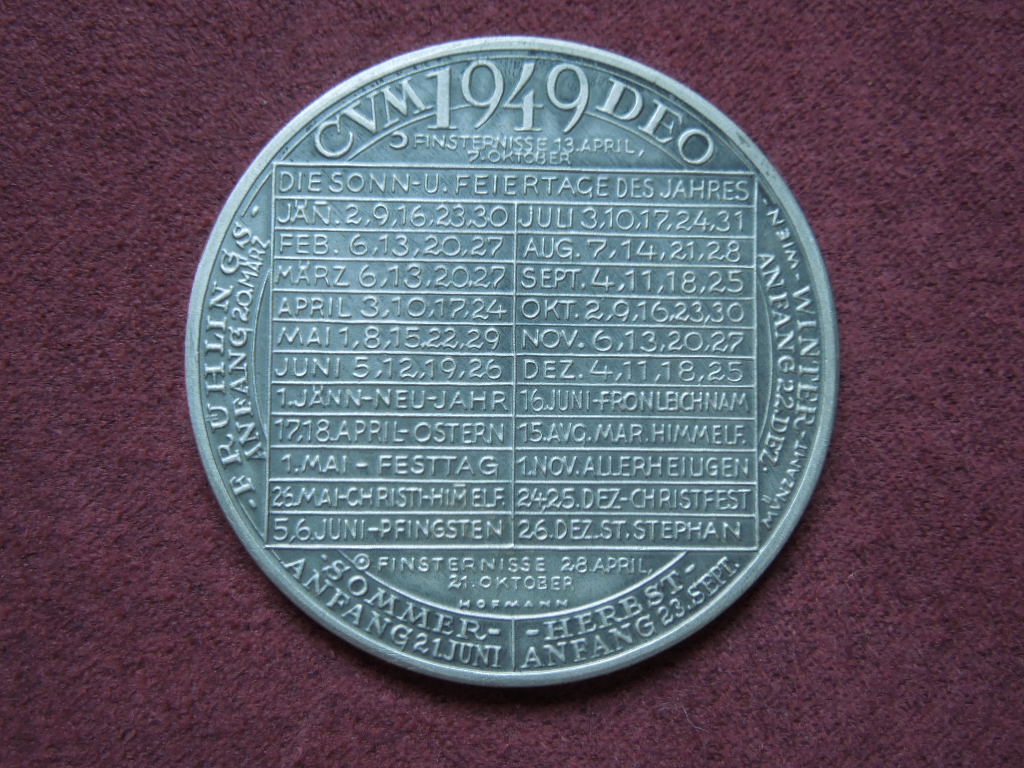 CVM 1949 DEO
FINSTERNISSE 13. APRIL,
7. OKTOBER
DIE SONN- U. FEIERTAGE DES JAHRES
JÄN. 2,9,16,23,30 JULI 3,10,17,24,31
FEB. 6,13,20,27 AUG. 7,14,21,28
MÄRZ 6,13,20,27 SEPT. 4,11,18,25
APRIL 3,10,17,24 OKT. 2,9,16,23,30
MAI 1,8,15,22,29 NOV. 6,13,20,27
JUNI 5,12,19,26 DEZ. 4,11,18,25
1.JÄNN-NEU-JAHR 16.JUNI-FRONLEICHNAM
17,18.APRIL-OSTERN 15.AVG. MAR. HIMMELF.
1.MAI - FESTTAG 1.NOV. ALLERHEILIGEN
26.MAI-CHRISTI-HIM̄ELF. 24,25.DEZ-CHRISTFEST
5,6.JUNI-PFINGSTEN 26.DEZ. ST. STEPHAN
FINSTERNISSE 28.APRIL,
21. OKTOBER
HOFMANN
·FRÜHLINGS-
ANFANG 20.MÄRZ
·SOMMER-
ANFANG 21.JUNI
-HERBST-
ANFANG 23.SEPT.
·WINTER-
ANFANG 22.DEZ.
WIEN